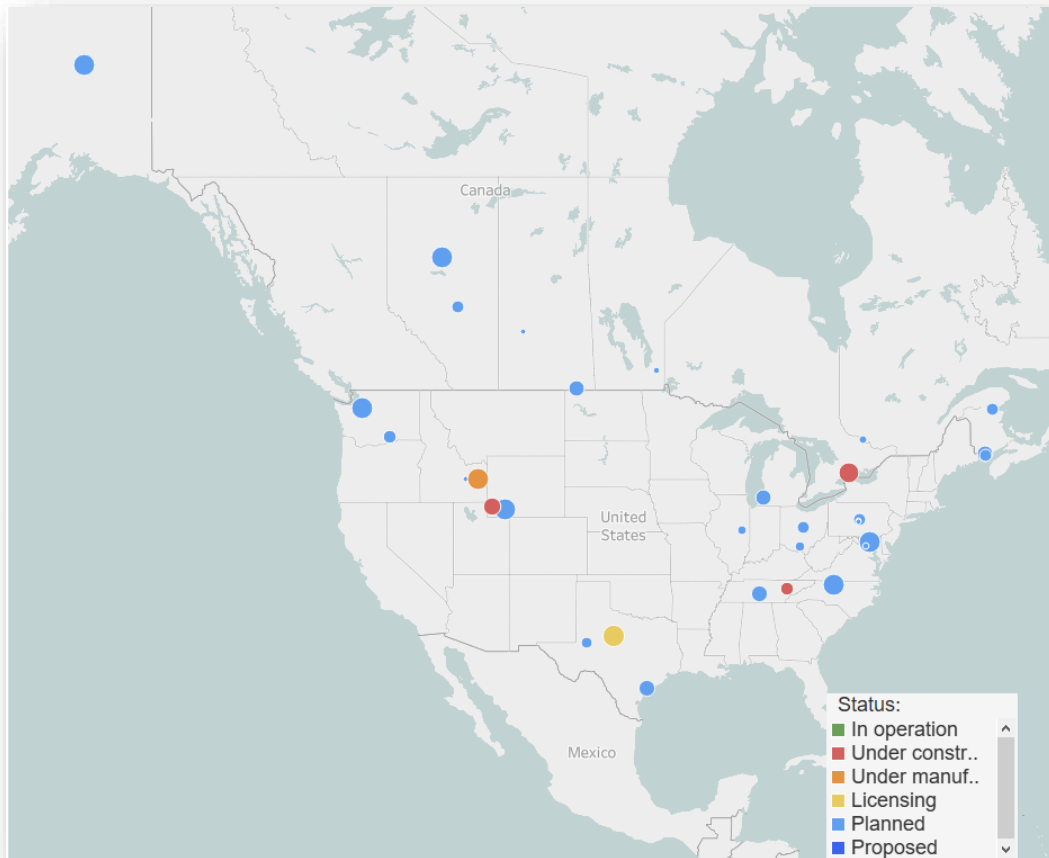 Canada
United
States
Mexico
Status:
In operation
Under constr..
Under manuf..
Licensing
Planned
Proposed